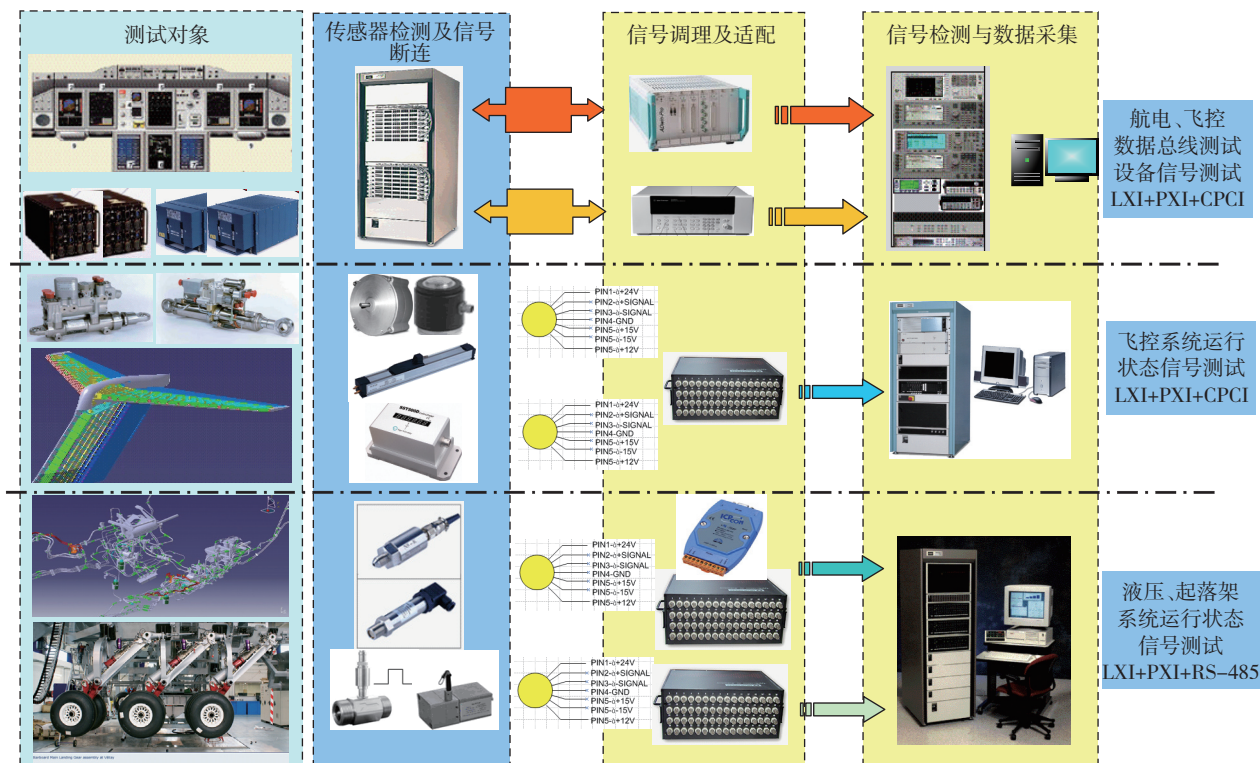 测试对象
传感器检测及信号
断连
信号调理及适配
信号检测与数据采集
航电、飞控
数据总线测试
设备信号测试
LXI+PXI+CPCI
PIN1-δ+24V
PIN2-δ+SIGNAL
PIN3-δ-SIGNAL
PIN4-GND
PIN5-δ+15V
PIN5-δ-15V
PIN5-δ+12V
PIN1-δ+24V
PIN2-δ+SIGNAL
PIN3-δ-SIGNAL
PIN4-GND
PIN5-δ+15V
PIN5-δ-15V
PIN5-δ+12V
飞控系统运行
状态信号测试
LXI+PXI+CPCI
PIN1-δ+24V
PIN2-δ+SIGNAL
PIN3-δ-SIGNAL
PIN4-GND
PIN5-δ+15V
PIN5-δ-15V
PIN5-δ+12V
PIN1-δ+24V
PIN2-δ+SIGNAL
PIN3-δ-SIGNAL
PIN4-GND
PIN5-δ+15V
PIN5-δ-15V
PIN5-δ+12V
液压、起落架
系统运行状态
信号测试
LXI+PXI+RS-485